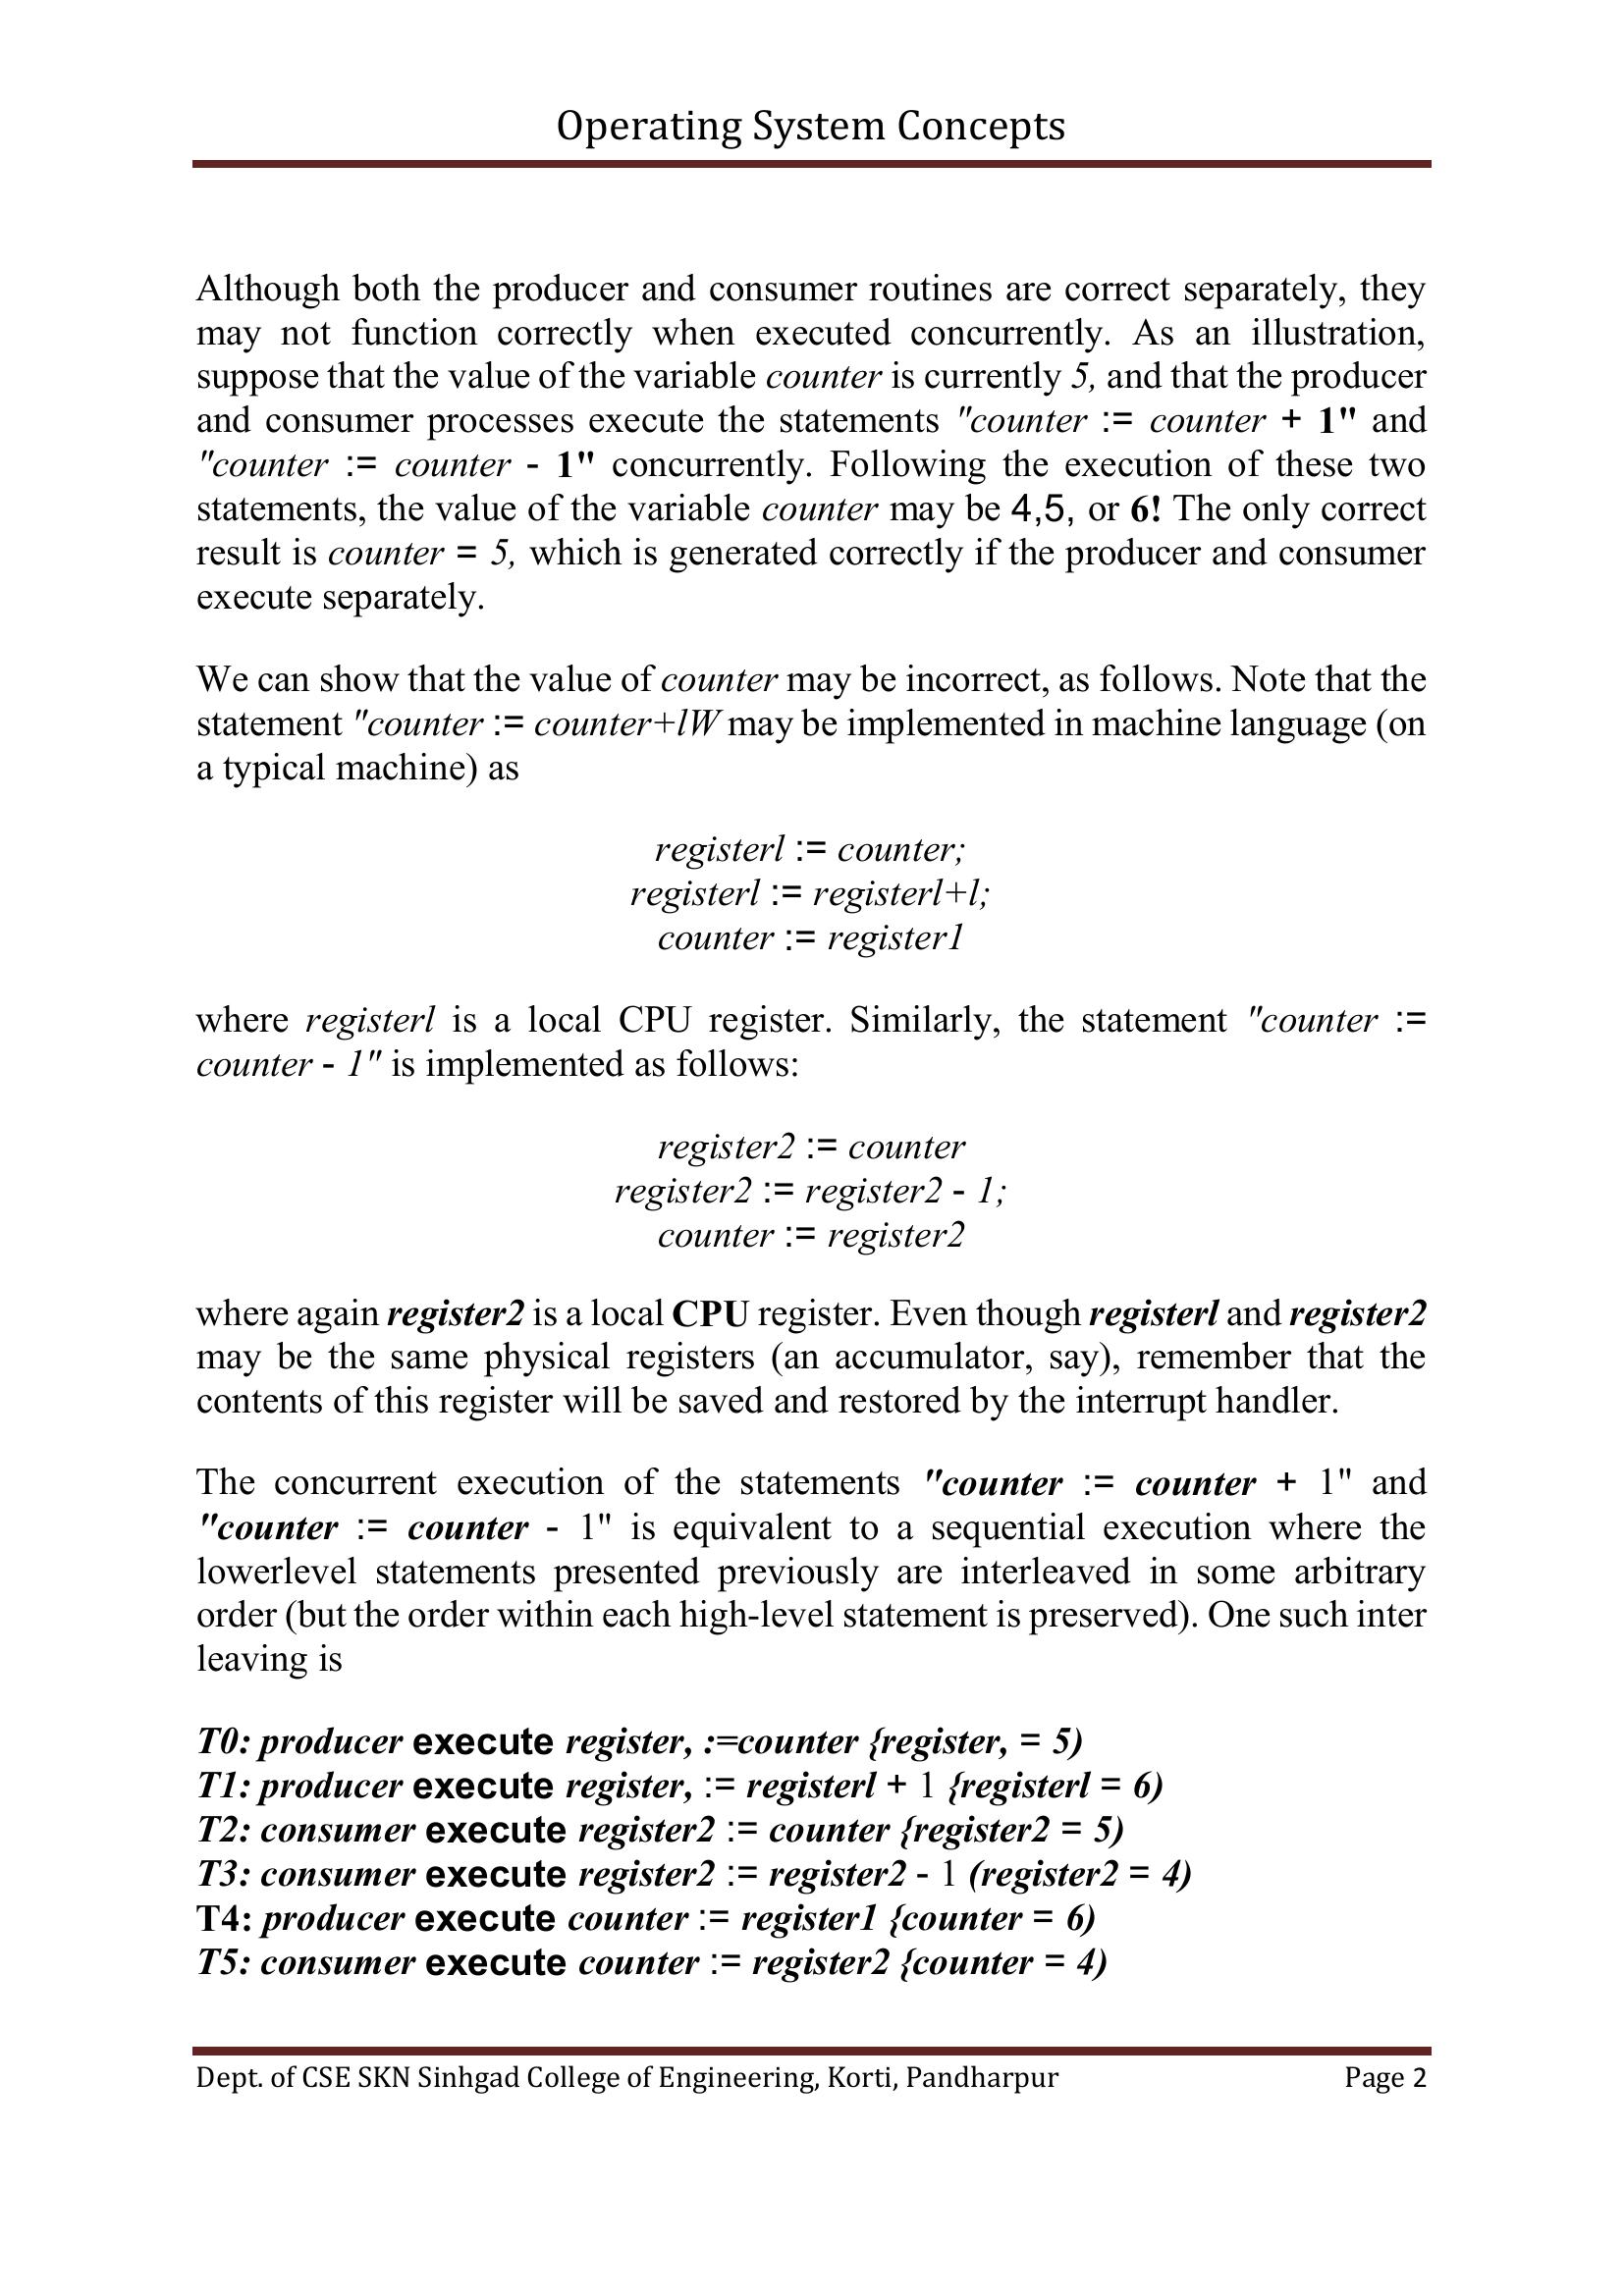 Operating System Concepts
Although both the producer and consumer routines are correct separately, they
may not function correctly when executed concurrently. As an illustration,
suppose that the value of the variable counter is currently 5, and that the producer
and consumer processes execute the statements "counter := counter + 1" and
"counter := counter - 1" concurrently. Following the execution of these two
statements, the value of the variable counter may be 4,5, or 6! The only correct
result is counter = 5, which is generated correctly if the producer and consumer
execute separately.
We can show that the value of counter may be incorrect, as follows. Note that the
statement "counter := counter+lW may be implemented in machine language (on
a typical machine) as
registerl := counter;
registerl := registerl+l;
counter := register1
where registerl is a local CPU register. Similarly, the statement "counter :=
counter - 1" is implemented as follows:
register2 := counter
register2 := register2 - 1;
counter := register2
where again register2 is a local CPU register. Even though registerl and register2
may be the same physical registers (an accumulator, say), remember that the
contents of this register will be saved and restored by the interrupt handler.
The concurrent execution of the statements "counter := counter + 1" and
"counter := counter - 1" is equivalent to a sequential execution where the
lowerlevel statements presented previously are interleaved in some arbitrary
order (but the order within each high-level statement is preserved). One such inter
leaving is
T0: producer execute register, :=counter {register, = 5)
T1: producer execute register, := registerl + 1 {registerl = 6)
T2: consumer execute register2 := counter {register2 = 5)
T3: consumer execute register2 := register2 - 1 (register2 = 4)
T4: producer execute counter := register1 {counter = 6)
T5: consumer execute counter := register2 {counter = 4)
Dept. of CSE SKN Sinhgad College of Engineering, Korti, Pandharpur Page 2